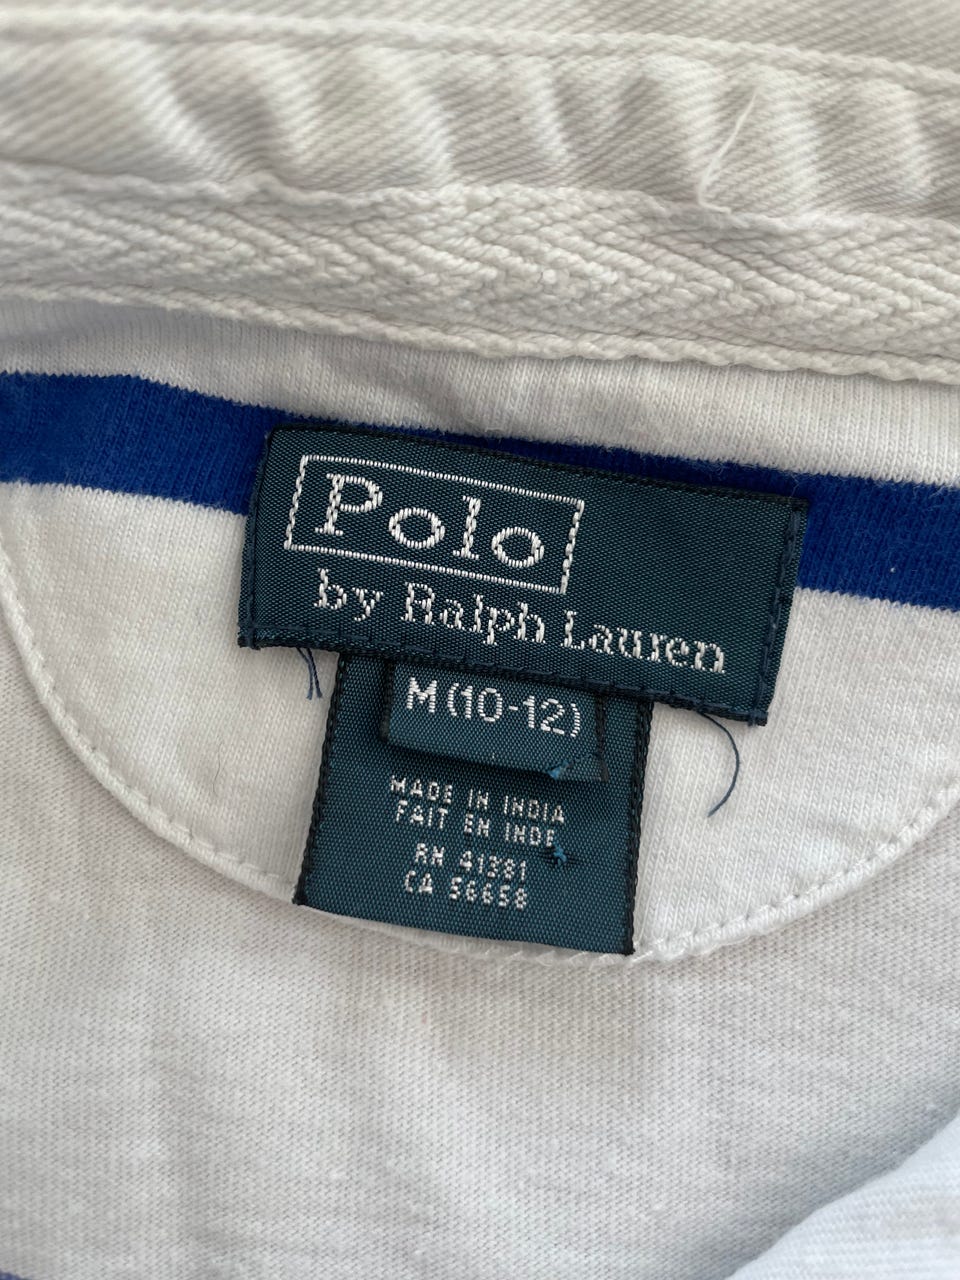 Polo
by Ralph Lauren
M (10-12)
MADE IN INDIA
FAIT EN INDE
RN 41381
CA 56658